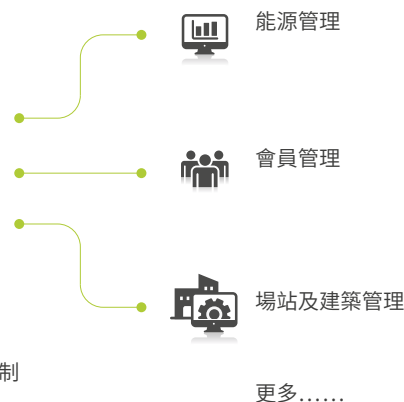 能源管理
會員管理
場站及建築管理
制
更多……